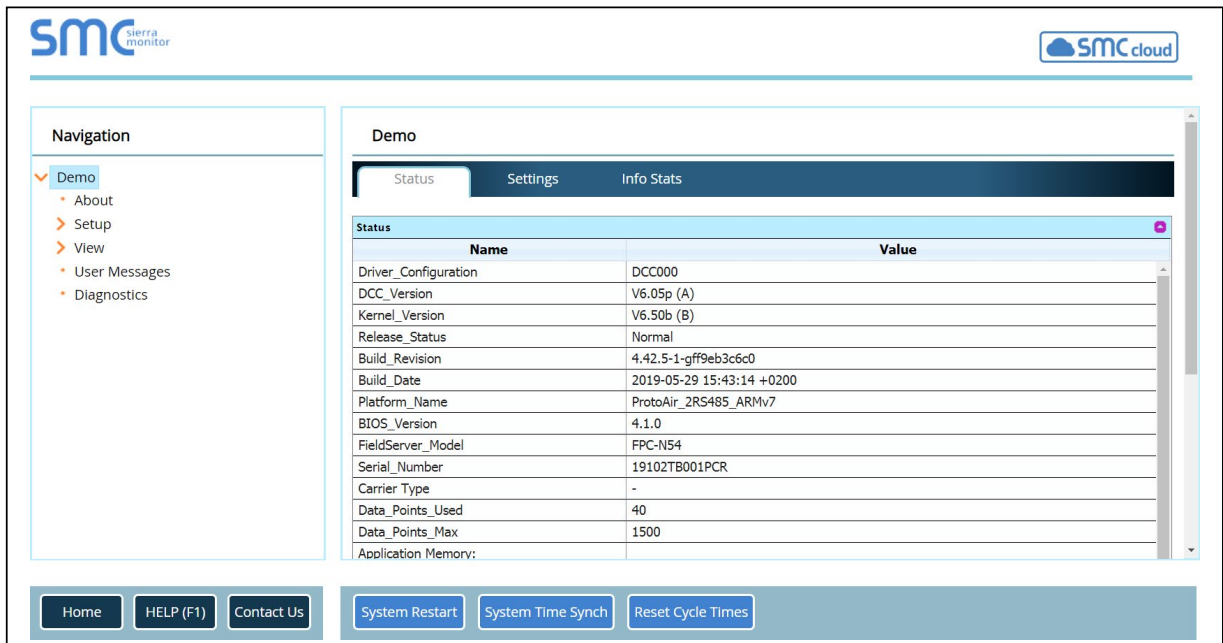 SMC sierra monitor
SMC cloud
Navigation
Demo
About
Setup
View
User Messages
Diagnostics
Demo
Status Settings Info Stats
Status
Name Value
Driver_Configuration DCC000
DCC_Version V6.05p (A)
Kernel_Version V6.50b (B)
Release_Status Normal
Build_Revision 4.42.5-1-gff9eb3c6c0
Build_Date 2019-05-29 15:43:14 +0200
Platform_Name ProtoAir_2RS485_ARMv7
BIOS_Version 4.1.0
FieldServer_Model FPC-N54
Serial_Number 19102TB001PCR
Carrier Type -
Data_Points_Used 40
Data_Points_Max 1500
Application Memory:
Home HELP (F1) Contact Us System Restart System Time Synch Reset Cycle Times